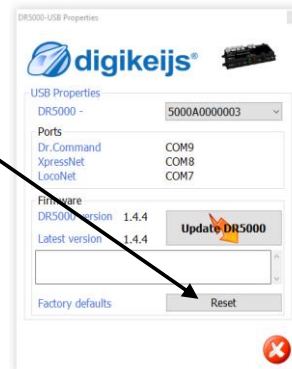 DR5000-USB Properties
digikeijs®
USB Properties
DR5000 - 5000A0000003
Ports
Dr.Command COM9
XpressNet COM8
LocoNet COM7
Firmware
DR5000 version 1.4.4
Update DR5000
Latest version 1.4.4
Factory defaults Reset